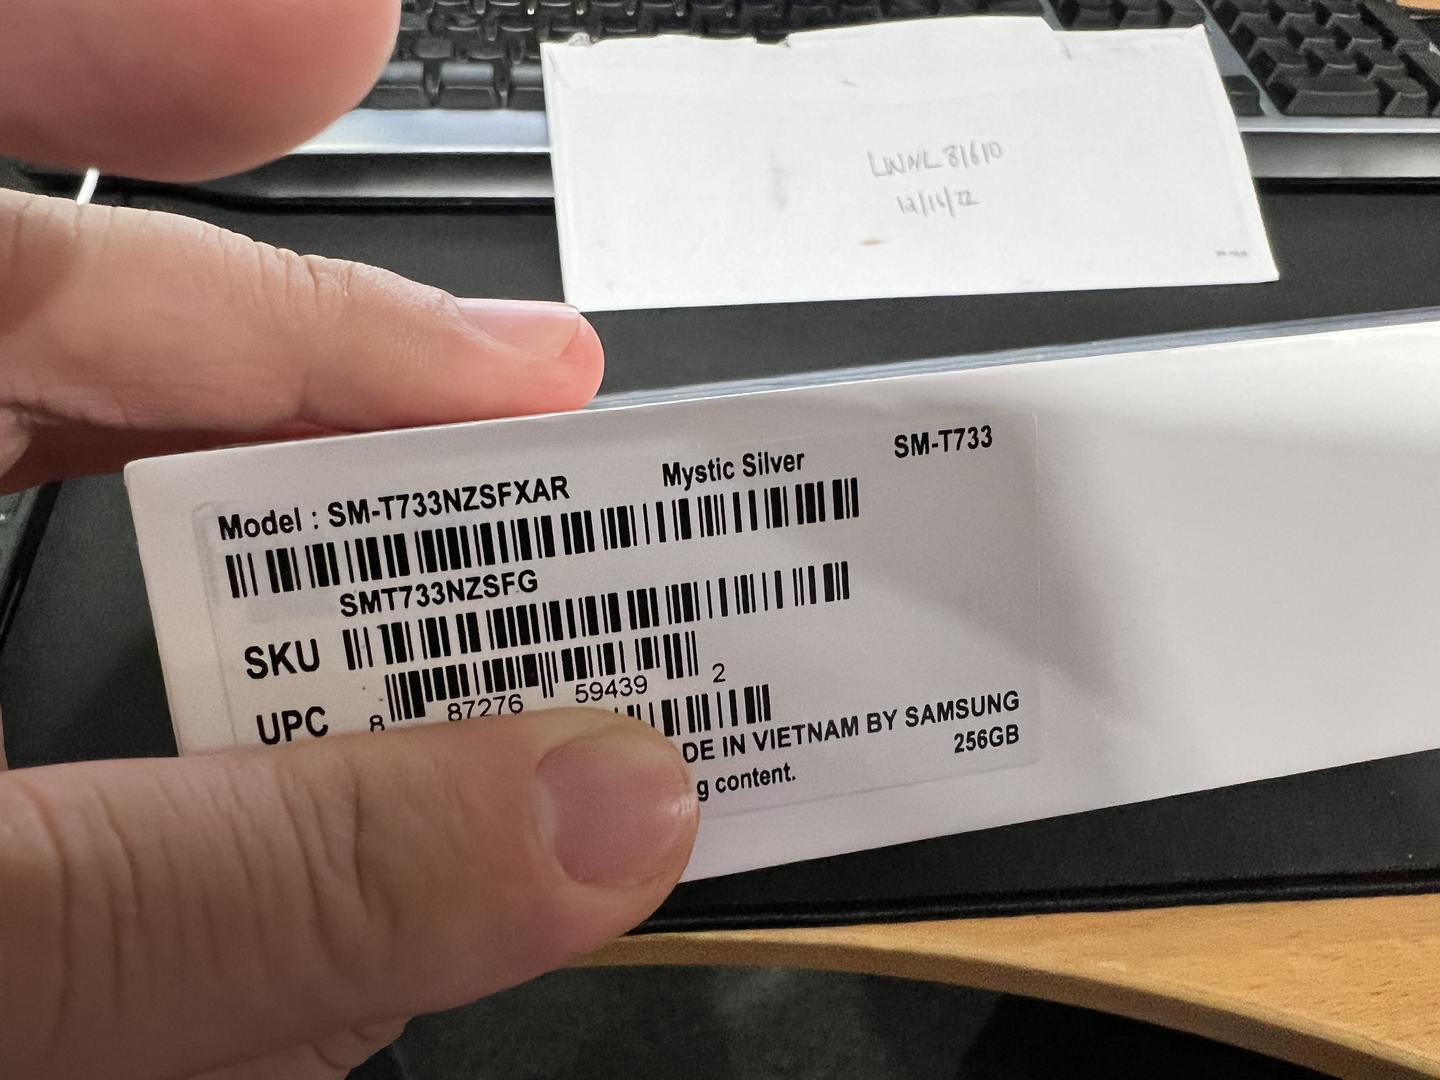 LWNL81610
12/11/22
Model : SM-T733NZSFXAR Mystic Silver SM-T733
SMT733NZSFG
SKU
UPC 8 87276 59439 2
DE IN VIETNAM BY SAMSUNG
256GB
g content.